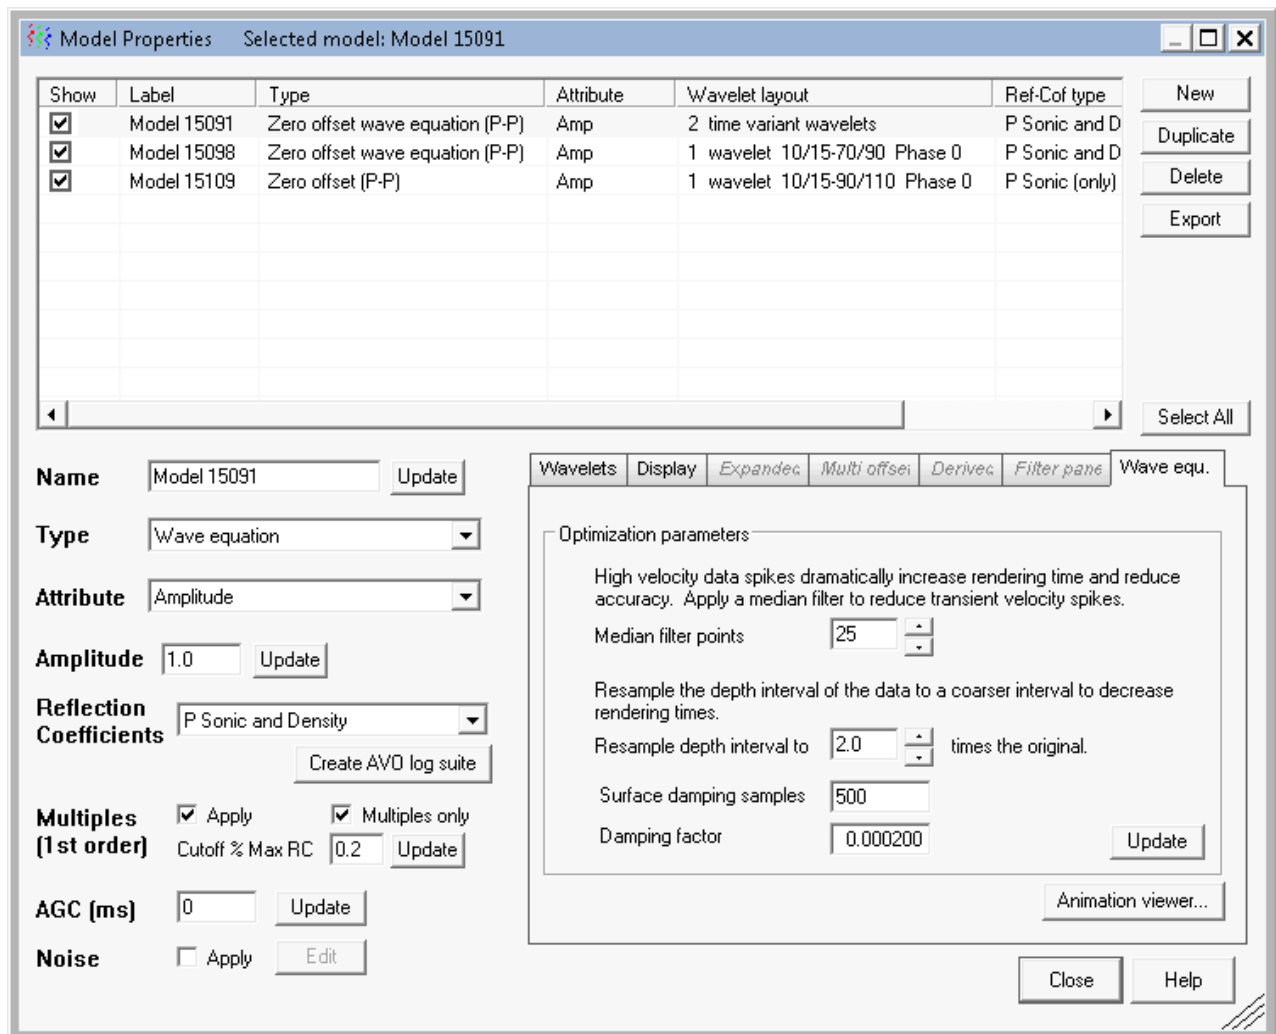 Model Properties Selected model: Model 15091
Show Label Type Attribute Wavelet layout Ref-Cof type
Model 15091 Zero offset wave equation (P-P) Amp 2 time variant wavelets P Sonic and D
Model 15098 Zero offset wave equation (P-P) Amp 1 wavelet 10/15-70/90 Phase 0 P Sonic and D
Model 15109 Zero offset (P-P) Amp 1 wavelet 10/15-90/110 Phase 0 P Sonic (only)
New
Duplicate
Delete
Export
Select All
Name Model 15091 Update
Type Wave equation
Attribute Amplitude
Amplitude 1.0 Update
Reflection
Coefficients P Sonic and Density
Create AVO log suite
Multiples Apply Multiples only
(1st order) Cutoff % Max RC 0.2 Update
AGC (ms) 0 Update
Noise Apply Edit
Wavelets Display Expanded Multi offset Derived Filter pane Wave equ.
Optimization parameters
High velocity data spikes dramatically increase rendering time and reduce
accuracy. Apply a median filter to reduce transient velocity spikes.
Median filter points 25
Resample the depth interval of the data to a coarser interval to decrease
rendering times.
Resample depth interval to 2.0 times the original.
Surface damping samples 500
Damping factor 0.000200
Update
Animation viewer...
Close Help